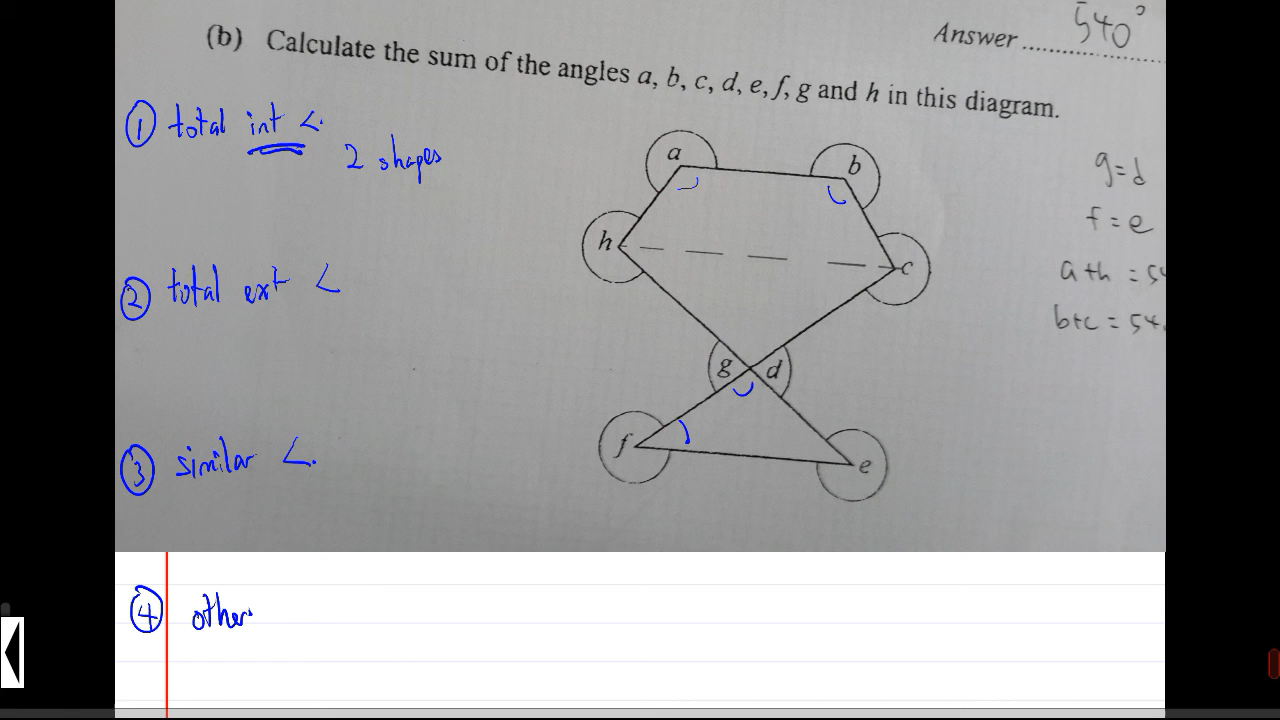 Answer ........ 540°
(b) Calculate the sum of the angles a, b, c, d, e, f, g and h in this diagram.
① total int <.
2 shapes
② total ext <
③ similar <.
a
b
h
c
g d
f
e
g=d
f=e
a+h = 54
b+c = 54.
④ other